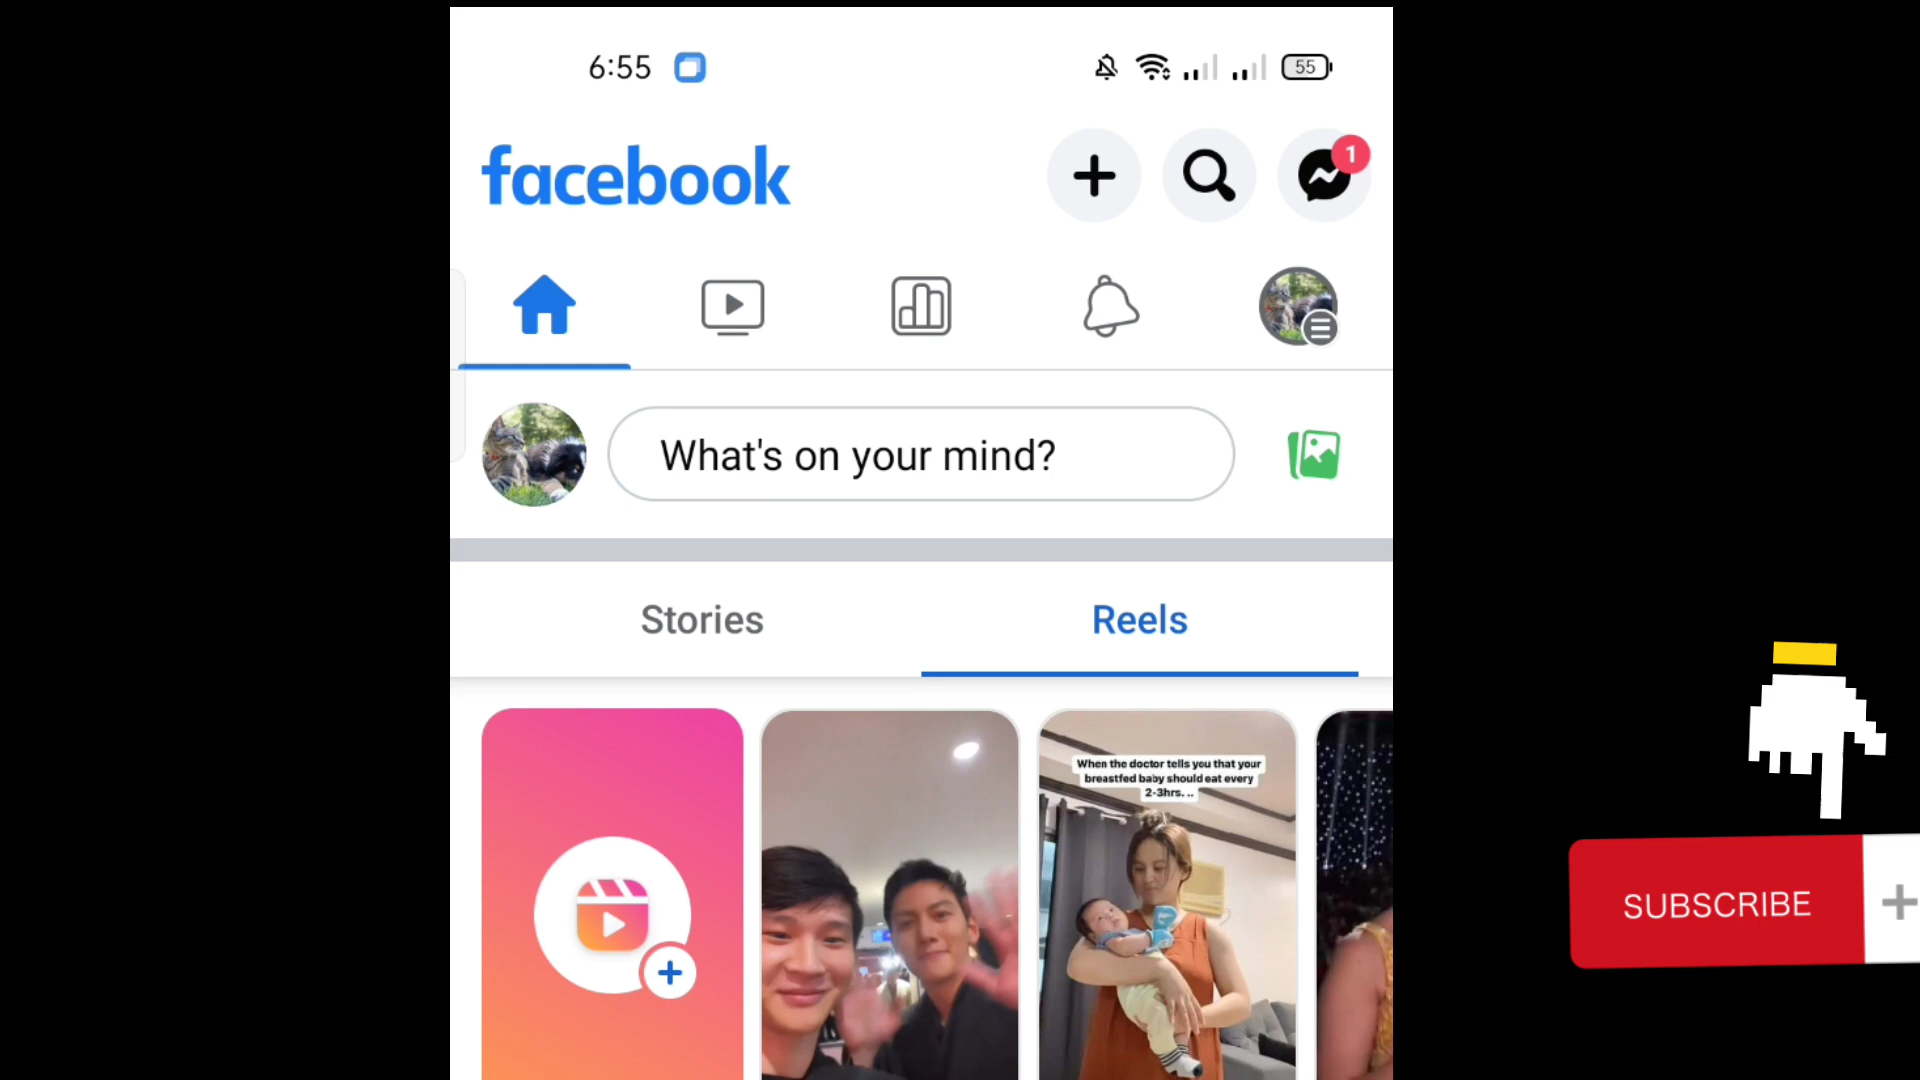 6:55
55
facebook
1
What's on your mind?
Stories
Reels
When the doctor tells you that your
breastfed baby should eat every
2-3hrs. ..
SUBSCRIBE